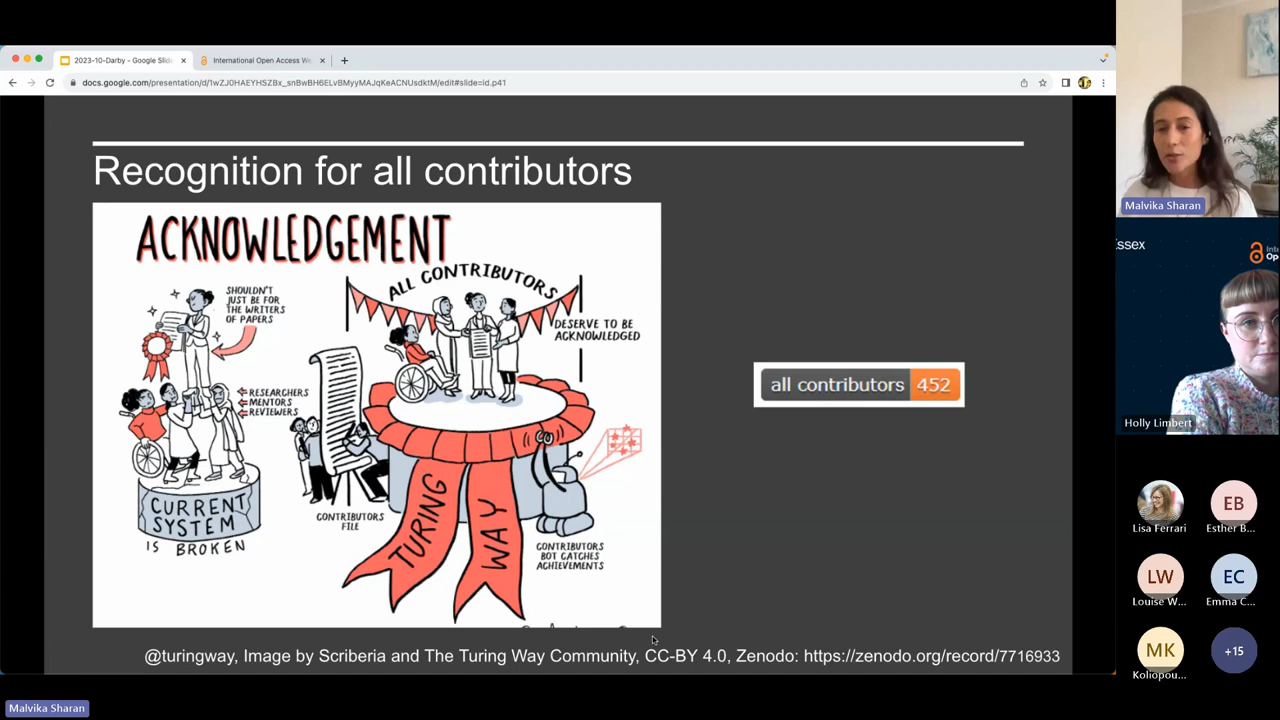 2023-10-Darby - Google Slid
International Open Access We
docs.google.com/presentation/d/1wZJ0HAEYHSZBx_snBwBH6ELvBMyyMAJqKeACNUsdktM/edit#slide=id.p41
Recognition for all contributors
ACKNOWLEDGEMENT
SHOULDN'T
JUST BE FOR
THE WRITERS
OF PAPERS
RESEARCHERS
MENTORS
REVIEWERS
CURRENT
SYSTEM
IS BROKEN
ALL CONTRIBUTORS
DESERVE TO BE
ACKNOWLEDGED
CONTRIBUTORS
FILE
TURING
WAY
CONTRIBUTORS
BOT CATCHES
ACHIEVEMENTS
all contributors 452
@turingway, Image by Scriberia and The Turing Way Community, CC-BY 4.0, Zenodo: https://zenodo.org/record/7716933
Malvika Sharan
ssex
Op
Holly Limbert
Lisa Ferrari
EB
Esther B...
LW
Louise W...
EC
Emma C...
MK
Koliopou...
+15
Malvika Sharan